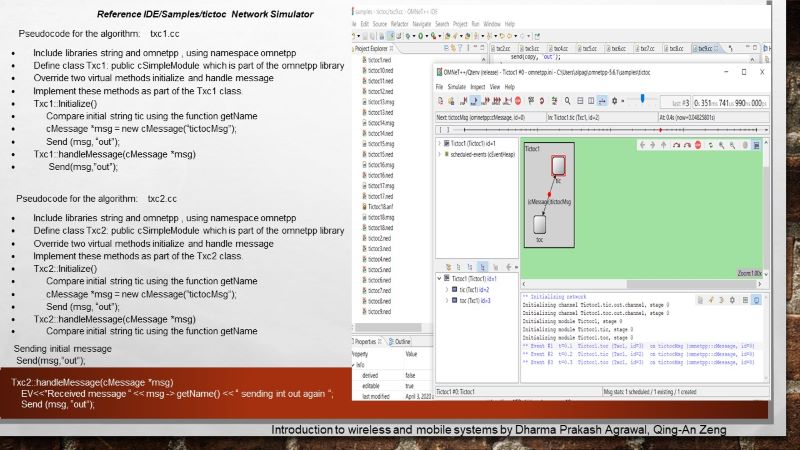 Reference IDE/Samples/tictoc Network Simulator
Pseudocode for the algorithm: txc1.cc
• Include libraries string and omnetpp , using namespace omnetpp
• Define class Txc1: public cSimpleModule which is part of the omnetpp library
• Override two virtual methods initialize and handle message
• Implement these methods as part of the Txc1 class.
• Txc1::Initialize()
• Compare initial string tic using the function getName
• cMessage *msg = new cMessage("tictocMsg");
• Send (msg, "out");
• Txc1::handleMessage(cMessage *msg)
• Send(msg,"out");
Pseudocode for the algorithm: txc2.cc
• Include libraries string and omnetpp , using namespace omnetpp
• Define class Txc2: public cSimpleModule which is part of the omnetpp library
• Override two virtual methods initialize and handle message
• Implement these methods as part of the Txc2 class.
• Txc2::Initialize()
• Compare initial string tic using the function getName
• cMessage *msg = new cMessage("tictocMsg");
• Send (msg, "out");
• Txc2::handleMessage(cMessage *msg)
• Compare initial string tic using the function getName
Sending initial message
Send(msg,"out");
Txc2::handleMessage(cMessage *msg)
EV<<"Received message " << msg -> getName() << " sending int out again ";
Send (msg, "out");
samples - tictoc/txc9.cc - OMNeT++ IDE
File Edit Source Refactor Navigate Search Project Run Window Help
Project Explorer
txc2.cc txc3.cc txc4.cc txc5.cc txc6.cc txc7.cc txc8.cc txc9.cc
send(copy, "out");
tictoc1.ned
tictoc10.ned
tictoc11.ned
tictoc12.ned
tictoc13.msg
tictoc13.ned
tictoc14.msg
tictoc14.ned
tictoc15.msg
tictoc15.ned
tictoc16.msg
tictoc16.ned
tictoc17.msg
tictoc17.ned
Tictoc18.anf
tictoc18.msg
tictoc18.ned
tictoc2.ned
tictoc3.ned
tictoc4.ned
tictoc5.ned
tictoc6.ned
tictoc7.ned
tictoc8.ned
tictoc9.ned
Properties Outline
Property Value
info
derived false
editable true
last modified April 3, 2020
OMNeT++/Qtenv (release) - Tictoc1 #0 - omnetpp.ini - C:\Users\alpag\omnetpp-5.6.1\samples\tictoc
File Simulate Inspect View Help
last: #3 0: 351ms 741us 990ns 000ps
Next: tictocMsg (omnetpp::cMessage, id=0) In: Tictoc1.tic (Txc1, id=2) At: 0.4s (now+0.04825801s)
Tictoc1 (Tictoc1) id=1
scheduled-events (cEventHeap)
Tictoc1
tic
(cMessage)tictocMsg
toc
Zoom:1.00x
Tictoc1 (Tictoc1) id=1
tic (Txc1) id=2
toc (Txc1) id=3
** Initializing network
Initializing channel Tictoc1.tic.out.channel, stage 0
Initializing channel Tictoc1.toc.out.channel, stage 0
Initializing module Tictoc1, stage 0
Initializing module Tictoc1.tic, stage 0
Initializing module Tictoc1.toc, stage 0
** Event #1 t=0.1 Tictoc1.toc (Txc1, id=3) on tictocMsg (omnetpp::cMessage, id=0)
** Event #2 t=0.2 Tictoc1.tic (Txc1, id=2) on tictocMsg (omnetpp::cMessage, id=0)
** Event #3 t=0.3 Tictoc1.toc (Txc1, id=3) on tictocMsg (omnetpp::cMessage, id=0)
Tictoc1 #0: Tictoc1 Msg stats: 1 scheduled / 1 existing / 1 created
Introduction to wireless and mobile systems by Dharma Prakash Agrawal, Qing-An Zeng